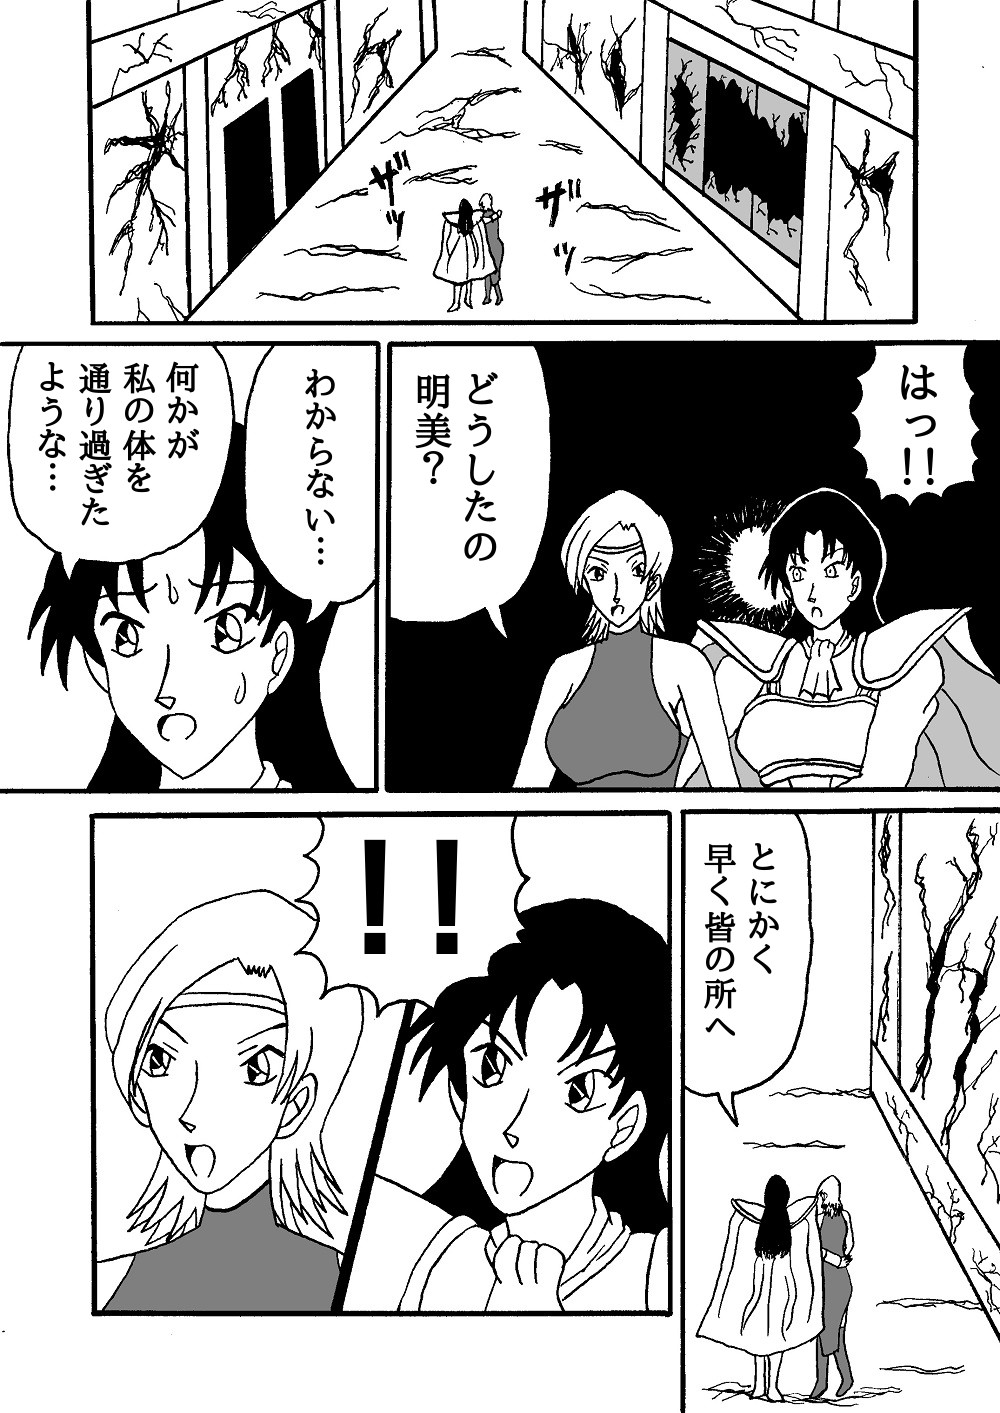 ザッ
ザッ
はっ!!
どうしたの
明美?
わからない…
何かが
私の体を
通り過ぎた
ような…
とにかく
早く皆の所へ
!!